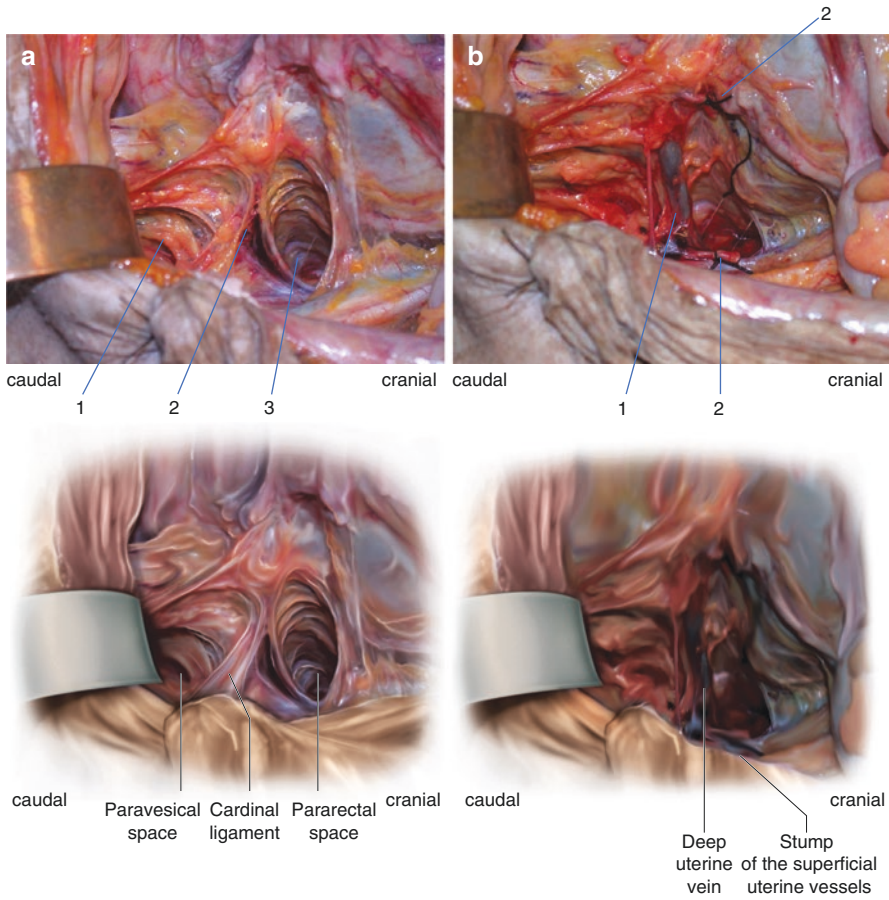 2
a
b
caudal
cranial
caudal
cranial
1
2
3
1
2
caudal
Paravesical
space
Cardinal
ligament
Pararectal
space
cranial
caudal
cranial
Deep
uterine
vein
Stump
of the superficial
uterine vessels